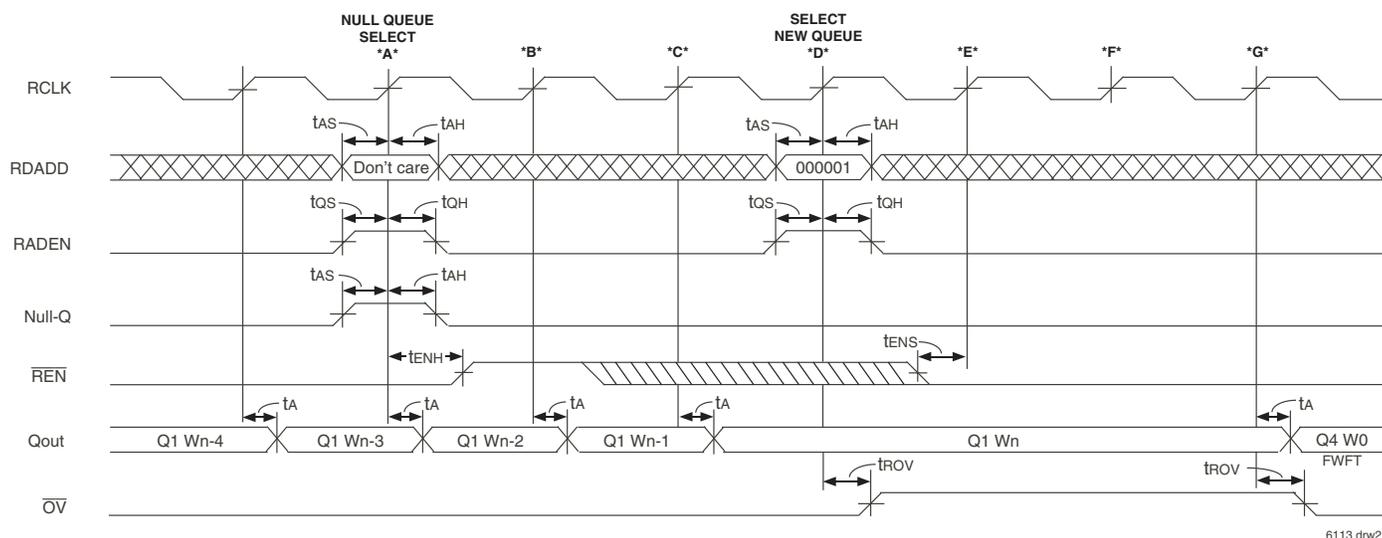 NULL QUEUE
SELECT
*A*
*B*
*C*
SELECT
NEW QUEUE
*D*
*E*
*F*
*G*
RCLK
tAS
tAH
tAS
tAH
RDADD
Don't care
000001
tQS
tQH
tQS
tQH
RADEN
tAS
tAH
Null-Q
tENH
tENS
REN
tA
tA
tA
tA
tA
Qout
Q1 Wn-4
Q1 Wn-3
Q1 Wn-2
Q1 Wn-1
Q1 Wn
Q4 W0
FWFT
tROV
tROV
OV
6113 drw2